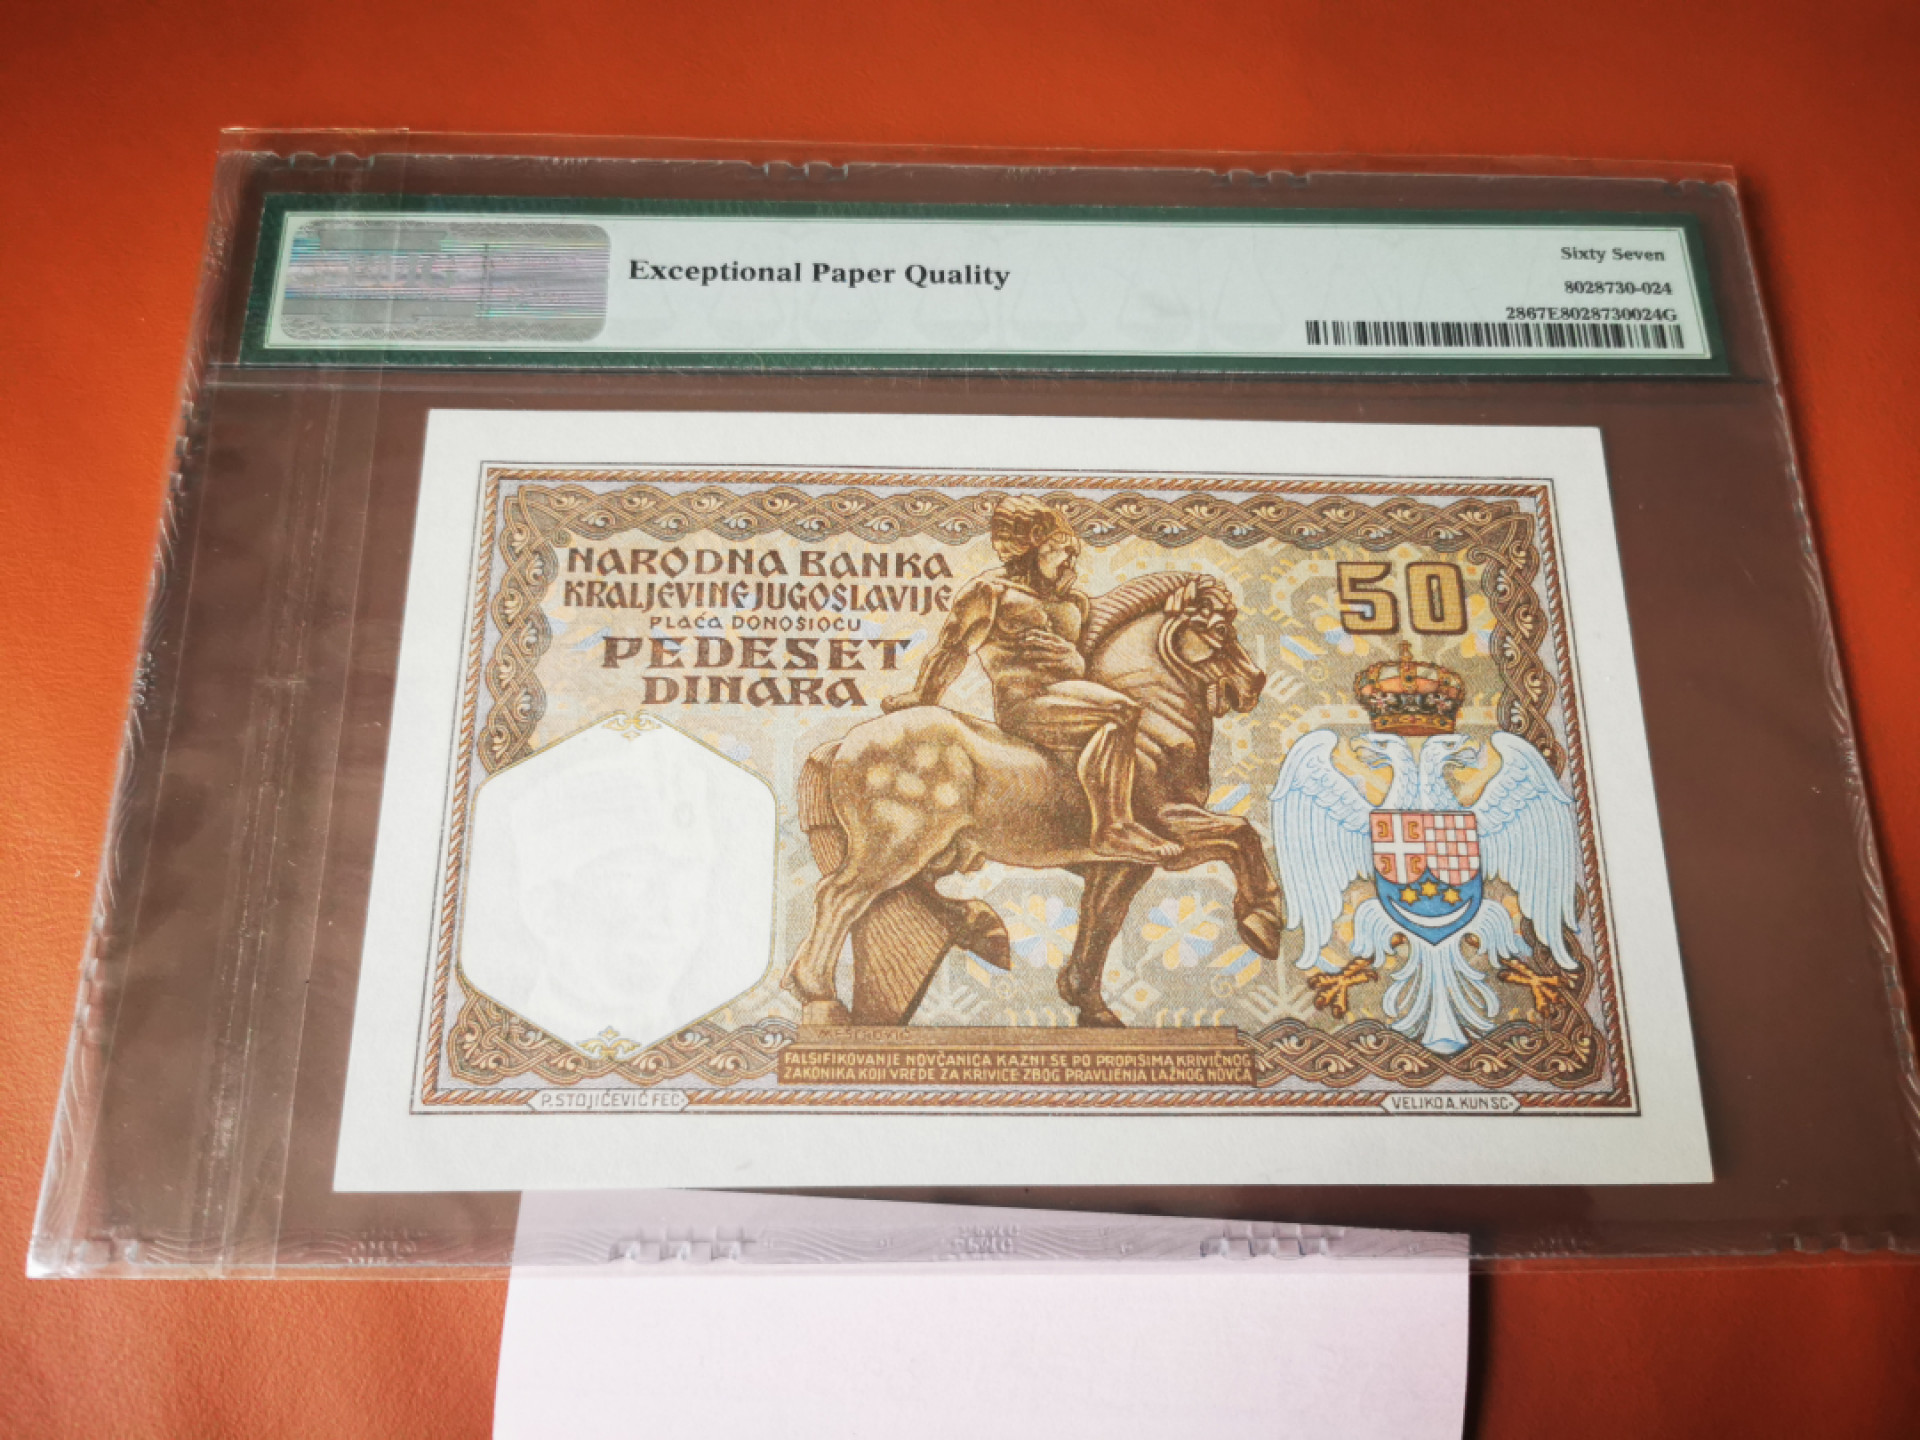 Exceptional Paper Quality
Sixty Seven
8028730-024
2867E8028730024G
NARODNA BANKA
KRALJEVINE JUGOSLAVIJE
PLAĆA DONOSIOCU
PEDESET
DINARA
50
FALSIFIKOVANJE NOVČANICA KAZNI SE PO PROPISIMA KRIVIČNOG
ZAKONIKA KOJI VREDE ZA KRIVICE ZBOG PRAVLJENJA LAŽNOG NOVCA
P. STOJIČEVIĆ FEC.
VELJKO A. KUN SC.